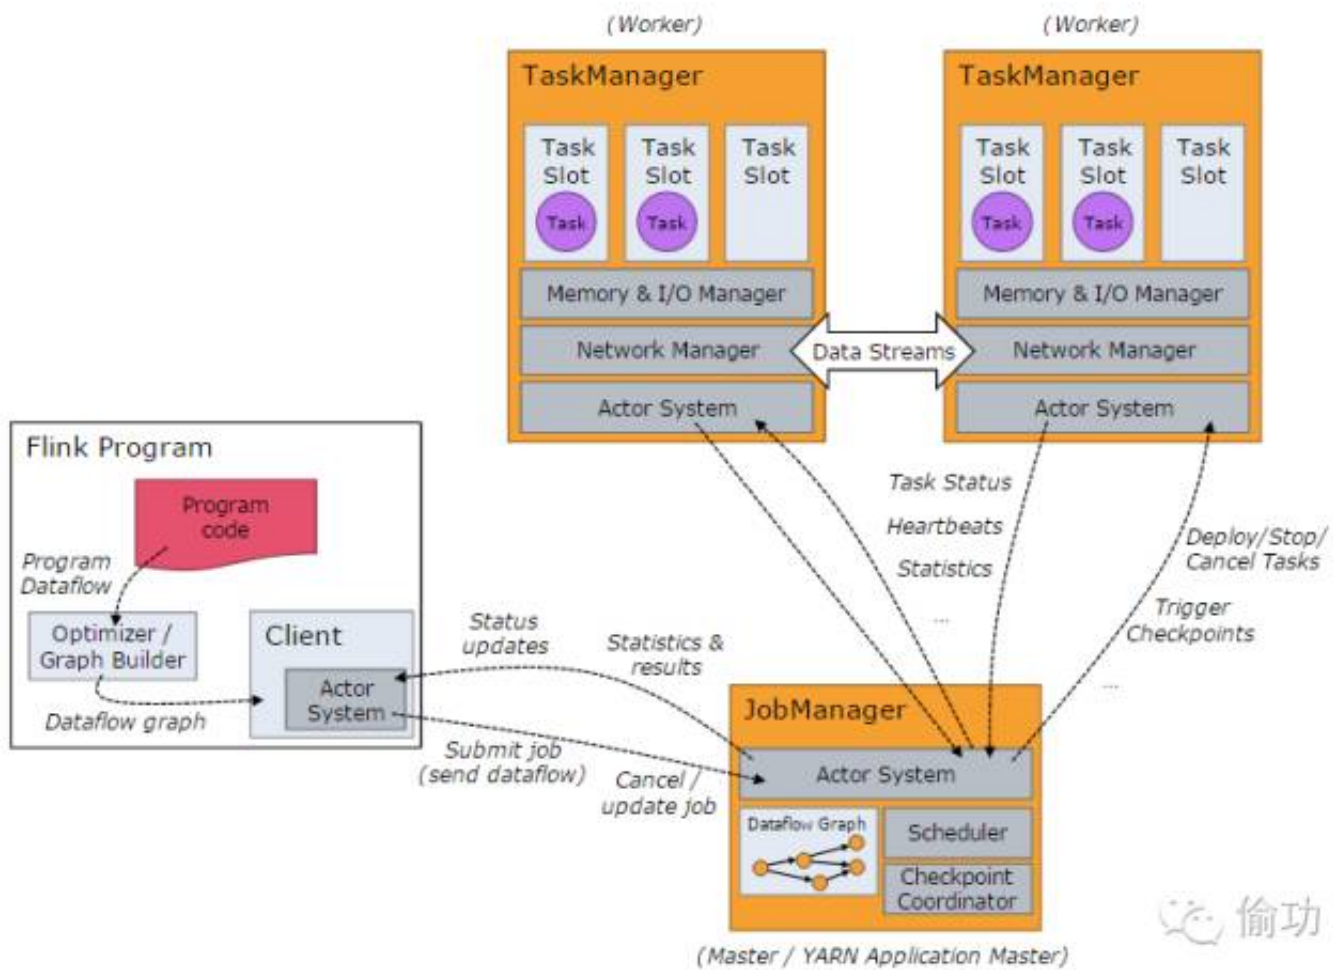 (Worker)
TaskManager
Task
Slot
Task
Task
Slot
Task
Task
Slot
Memory & I/O Manager
Network Manager
Actor System
(Worker)
TaskManager
Task
Slot
Task
Task
Slot
Task
Task
Slot
Memory & I/O Manager
Network Manager
Actor System
Data Streams
Flink Program
Program
code
Program
Dataflow
Optimizer /
Graph Builder
Dataflow graph
Client
Actor
System
Status
updates
Statistics &
results
Submit job
(send dataflow)
Cancel /
update job
Task Status
Heartbeats
Statistics
...
Deploy/Stop/
Cancel Tasks
Trigger
Checkpoints
...
JobManager
Actor System
Dataflow Graph
Scheduler
Checkpoint
Coordinator
(Master / YARN Application Master)
偷功